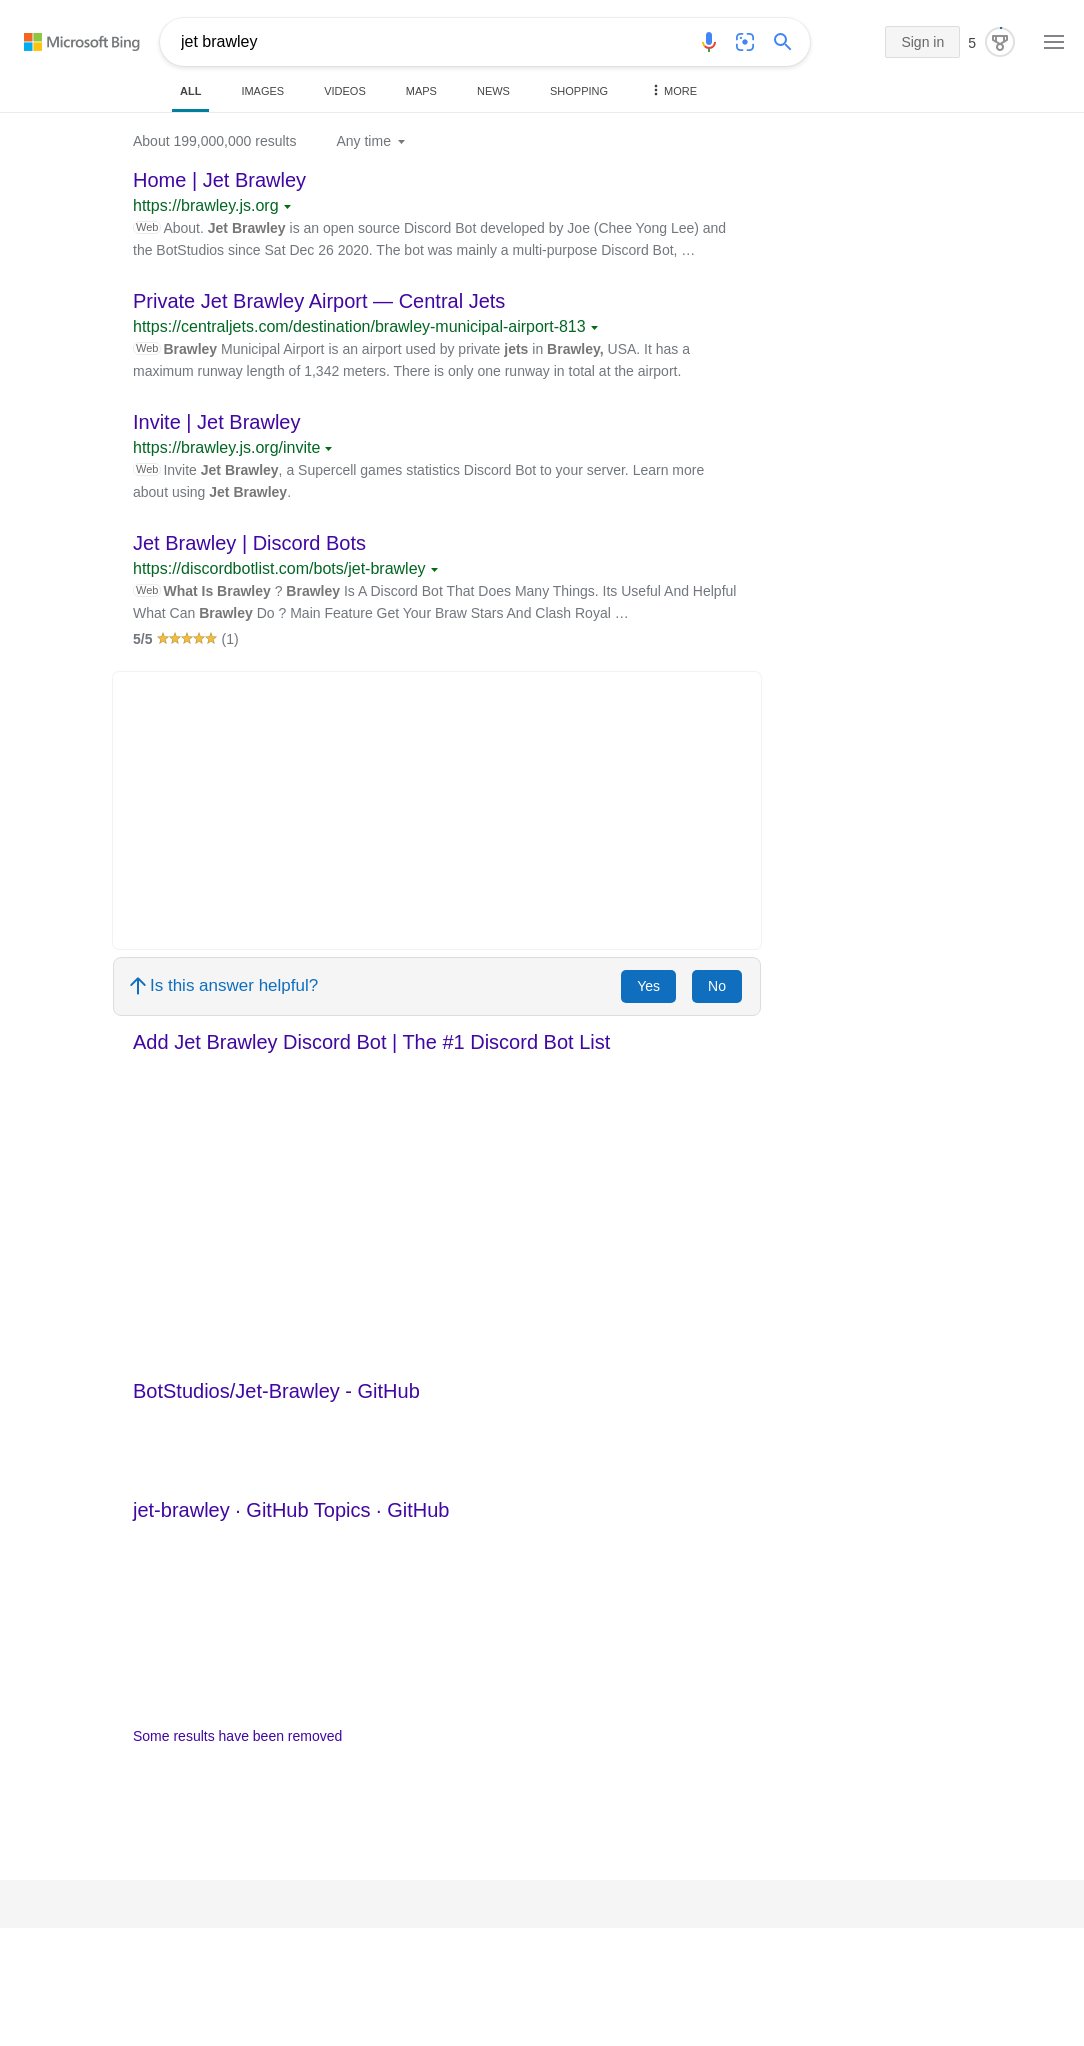 Microsoft Bing
jet brawley
Sign in
5
ALL
IMAGES
VIDEOS
MAPS
NEWS
SHOPPING
MORE
About 199,000,000 results
Any time
Home | Jet Brawley
https://brawley.js.org
Web About. Jet Brawley is an open source Discord Bot developed by Joe (Chee Yong Lee) and
the BotStudios since Sat Dec 26 2020. The bot was mainly a multi-purpose Discord Bot, …
Private Jet Brawley Airport — Central Jets
https://centraljets.com/destination/brawley-municipal-airport-813
Web Brawley Municipal Airport is an airport used by private jets in Brawley, USA. It has a
maximum runway length of 1,342 meters. There is only one runway in total at the airport.
Invite | Jet Brawley
https://brawley.js.org/invite
Web Invite Jet Brawley, a Supercell games statistics Discord Bot to your server. Learn more
about using Jet Brawley.
Jet Brawley | Discord Bots
https://discordbotlist.com/bots/jet-brawley
Web What Is Brawley ? Brawley Is A Discord Bot That Does Many Things. Its Useful And Helpful
What Can Brawley Do ? Main Feature Get Your Braw Stars And Clash Royal …
5/5 ★★★★★ (1)
Is this answer helpful?
Yes
No
Add Jet Brawley Discord Bot | The #1 Discord Bot List
BotStudios/Jet-Brawley - GitHub
jet-brawley · GitHub Topics · GitHub
Some results have been removed